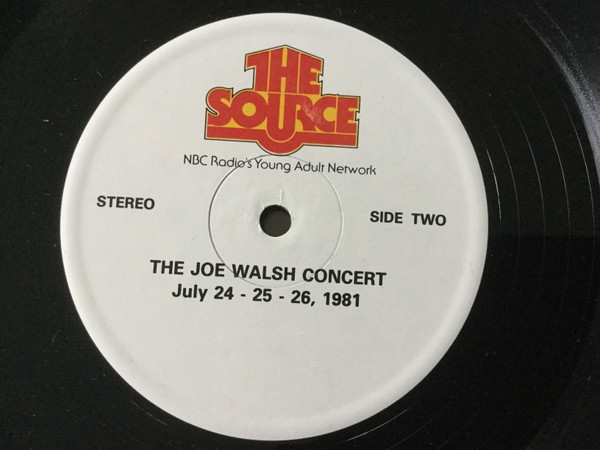 THE
SOURCE
NBC Radio's Young Adult Network
STEREO
SIDE TWO
THE JOE WALSH CONCERT
July 24 - 25 - 26, 1981